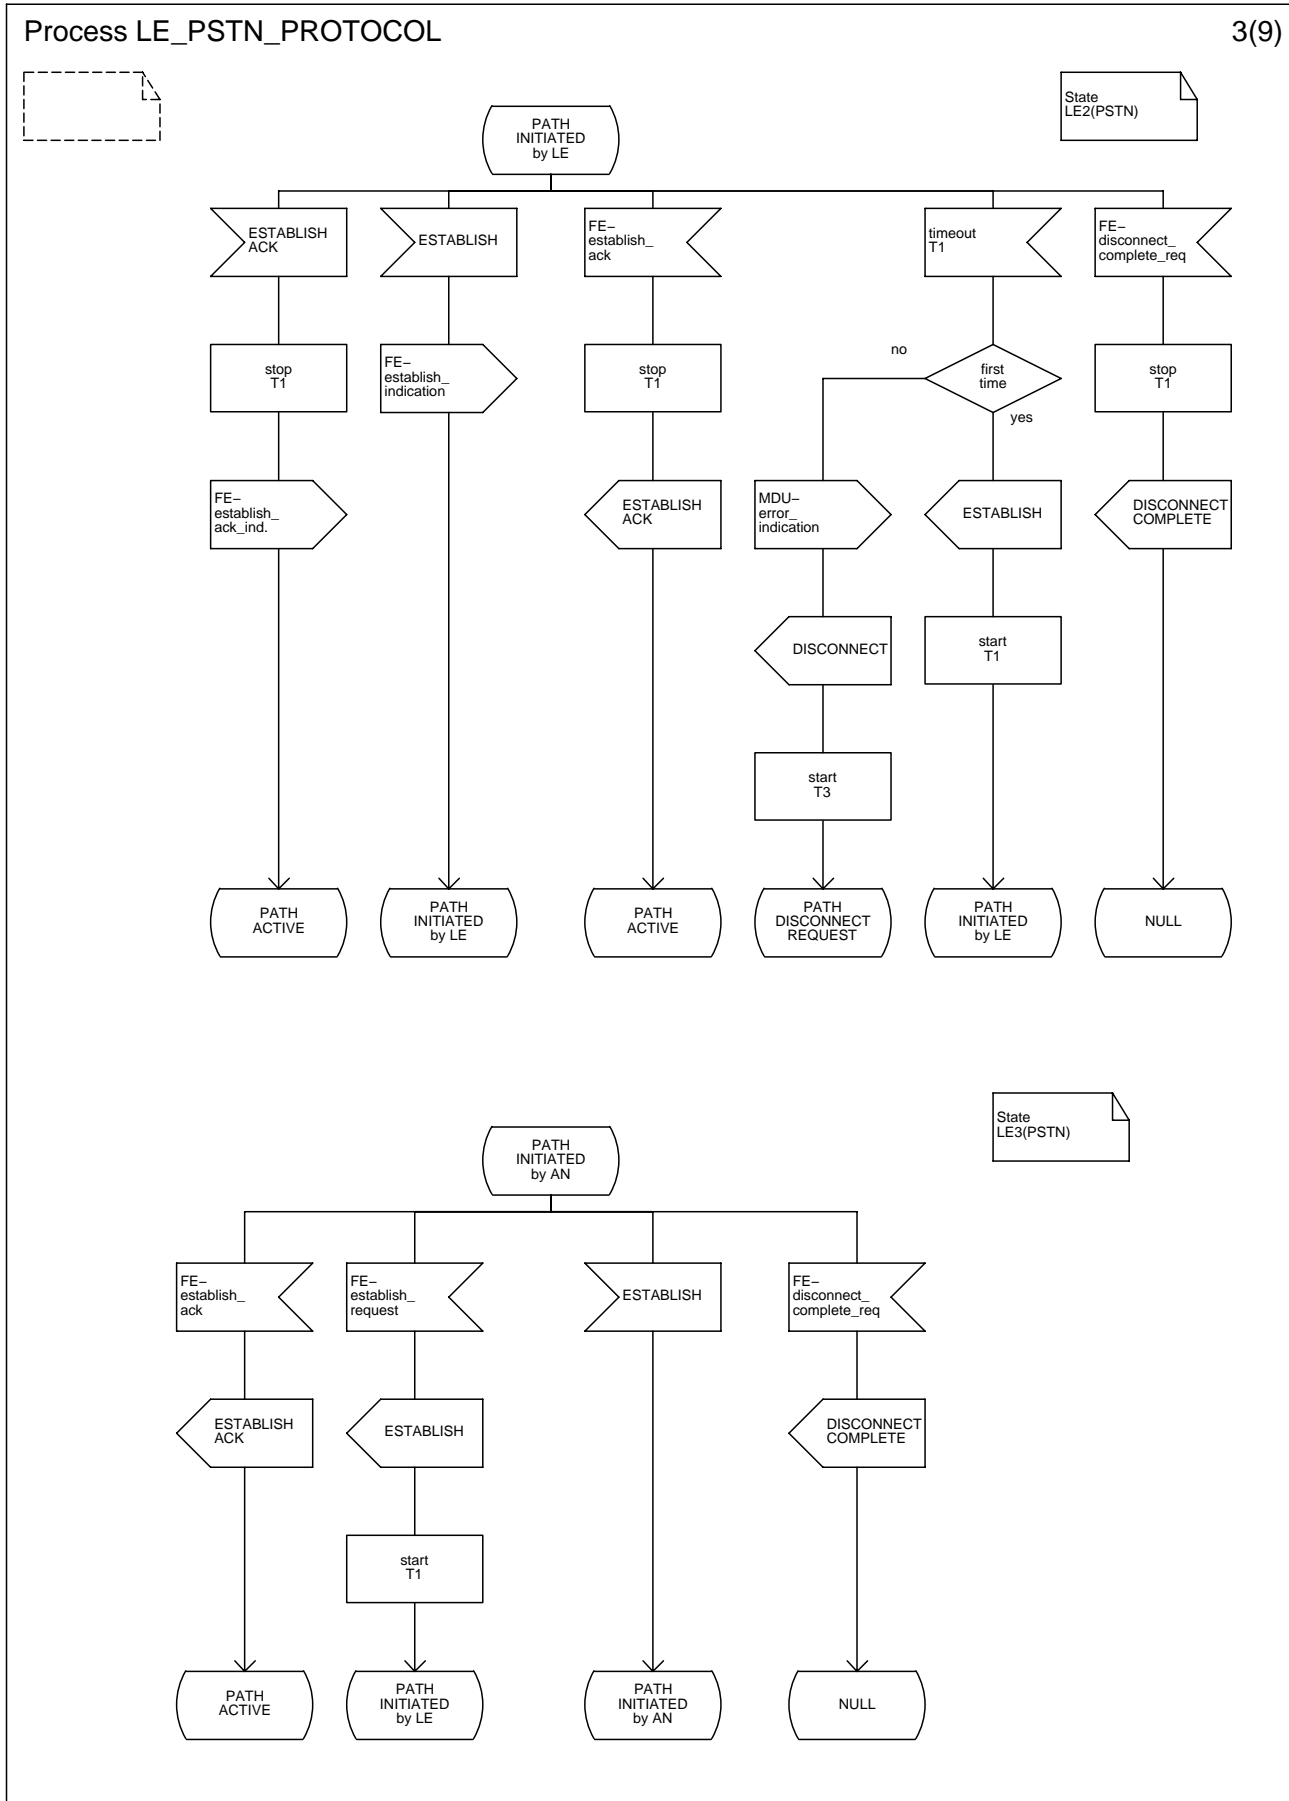 Process LE_PSTN_PROTOCOL
3(9)
State
LE2(PSTN)
PATH
INITIATED
by LE
ESTABLISH
ACK
ESTABLISH
FE−
establish_
ack
timeout
T1
FE−
disconnect_
complete_req
stop
T1
FE−
establish_
indication
stop
T1
no
first
time
yes
stop
T1
FE−
establish_
ack_ind.
ESTABLISH
ACK
MDU−
error_
indication
ESTABLISH
DISCONNECT
COMPLETE
DISCONNECT
start
T1
start
T3
PATH
ACTIVE
PATH
INITIATED
by LE
PATH
ACTIVE
PATH
DISCONNECT
REQUEST
PATH
INITIATED
by LE
NULL
State
LE3(PSTN)
PATH
INITIATED
by AN
FE−
establish_
ack
FE−
establish_
request
ESTABLISH
FE−
disconnect_
complete_req
ESTABLISH
ACK
ESTABLISH
DISCONNECT
COMPLETE
start
T1
PATH
ACTIVE
PATH
INITIATED
by LE
PATH
INITIATED
by AN
NULL